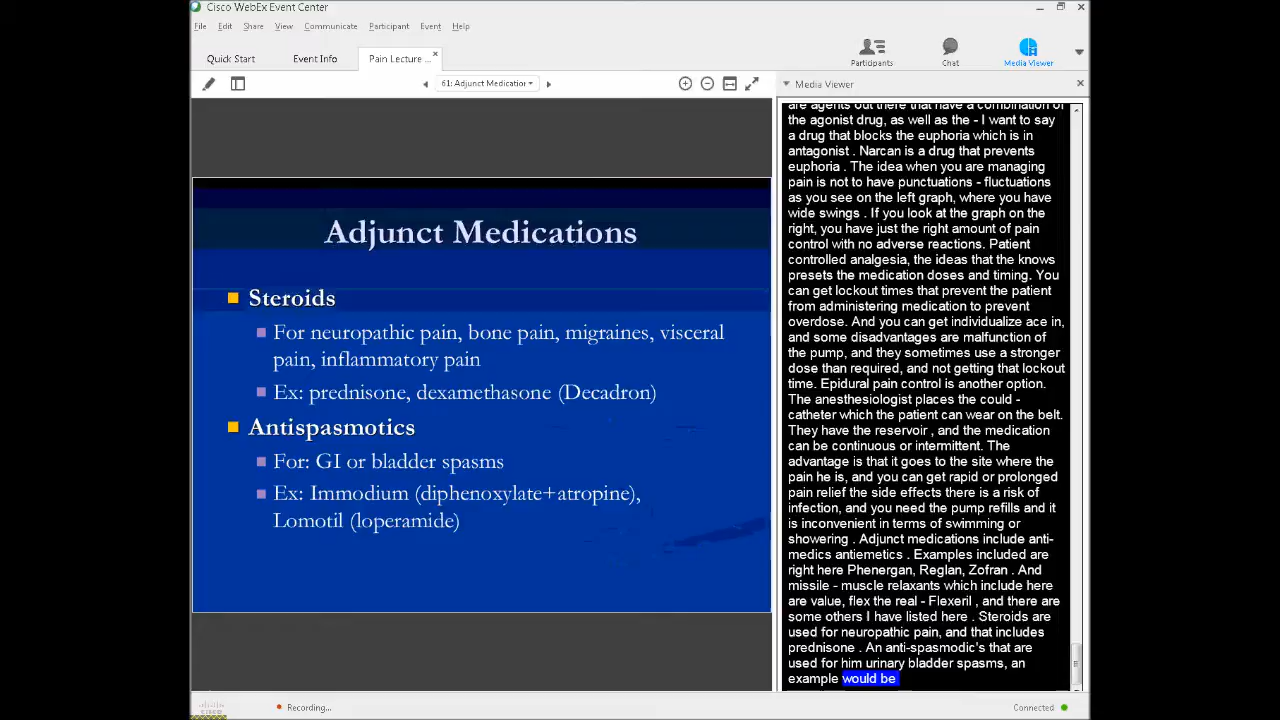 Cisco WebEx Event Center
File Edit Share View Communicate Participant Event Help
Quick Start Event Info Pain Lecture ...
Participants Chat Media Viewer
61: Adjunct Medicatior
Media Viewer
Adjunct Medications
Steroids
For neuropathic pain, bone pain, migraines, visceral
pain, inflammatory pain
Ex: prednisone, dexamethasone (Decadron)
Antispasmotics
For: GI or bladder spasms
Ex: Immodium (diphenoxylate+atropine),
Lomotil (loperamide)
are agents out there that have a combination of
the agonist drug, as well as the - I want to say
a drug that blocks the euphoria which is in
antagonist . Narcan is a drug that prevents
euphoria . The idea when you are managing
pain is not to have punctuations - fluctuations
as you see on the left graph, where you have
wide swings . If you look at the graph on the
right, you have just the right amount of pain
control with no adverse reactions. Patient
controlled analgesia, the ideas that the knows
presets the medication doses and timing. You
can get lockout times that prevent the patient
from administering medication to prevent
overdose. And you can get individualize ace in,
and some disadvantages are malfunction of
the pump, and they sometimes use a stronger
dose than required, and not getting that lockout
time. Epidural pain control is another option.
The anesthesiologist places the could -
catheter which the patient can wear on the belt.
They have the reservoir , and the medication
can be continuous or intermittent. The
advantage is that it goes to the site where the
pain he is, and you can get rapid or prolonged
pain relief the side effects there is a risk of
infection, and you need the pump refills and it
is inconvenient in terms of swimming or
showering . Adjunct medications include anti-
medics antiemetics . Examples included are
right here Phenergan, Reglan, Zofran . And
missile - muscle relaxants which include here
are value, flex the real - Flexeril , and there are
some others I have listed here . Steroids are
used for neuropathic pain, and that includes
prednisone . An anti-spasmodic's that are
used for him urinary bladder spasms, an
example would be
Recording...
Connected